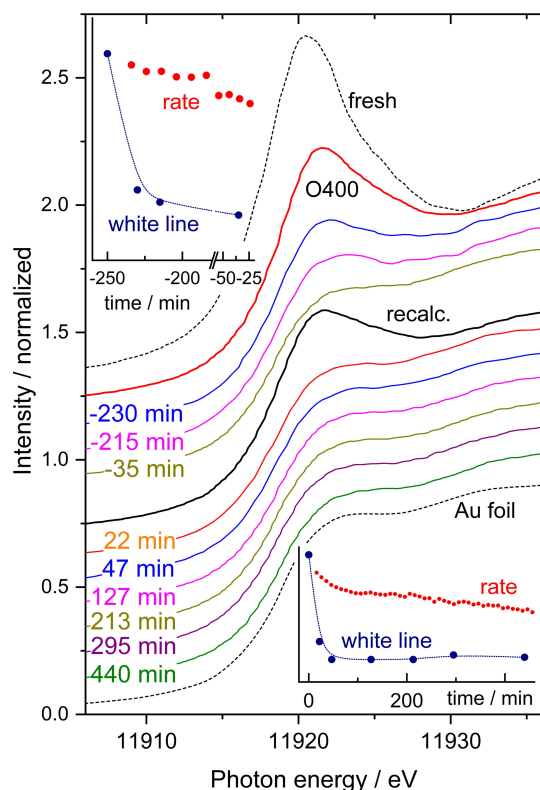 2.5
2.0
1.5
1.0
0.5
0.0
Intensity / normalized
11910
11920
11930
Photon energy / eV
rate
white line
-250
-200
-50
-25
time / min
fresh
O400
-230 min
-215 min
-35 min
recalc.
22 min
47 min
127 min
213 min
295 min
440 min
Au foil
rate
white line
0
200
time / min